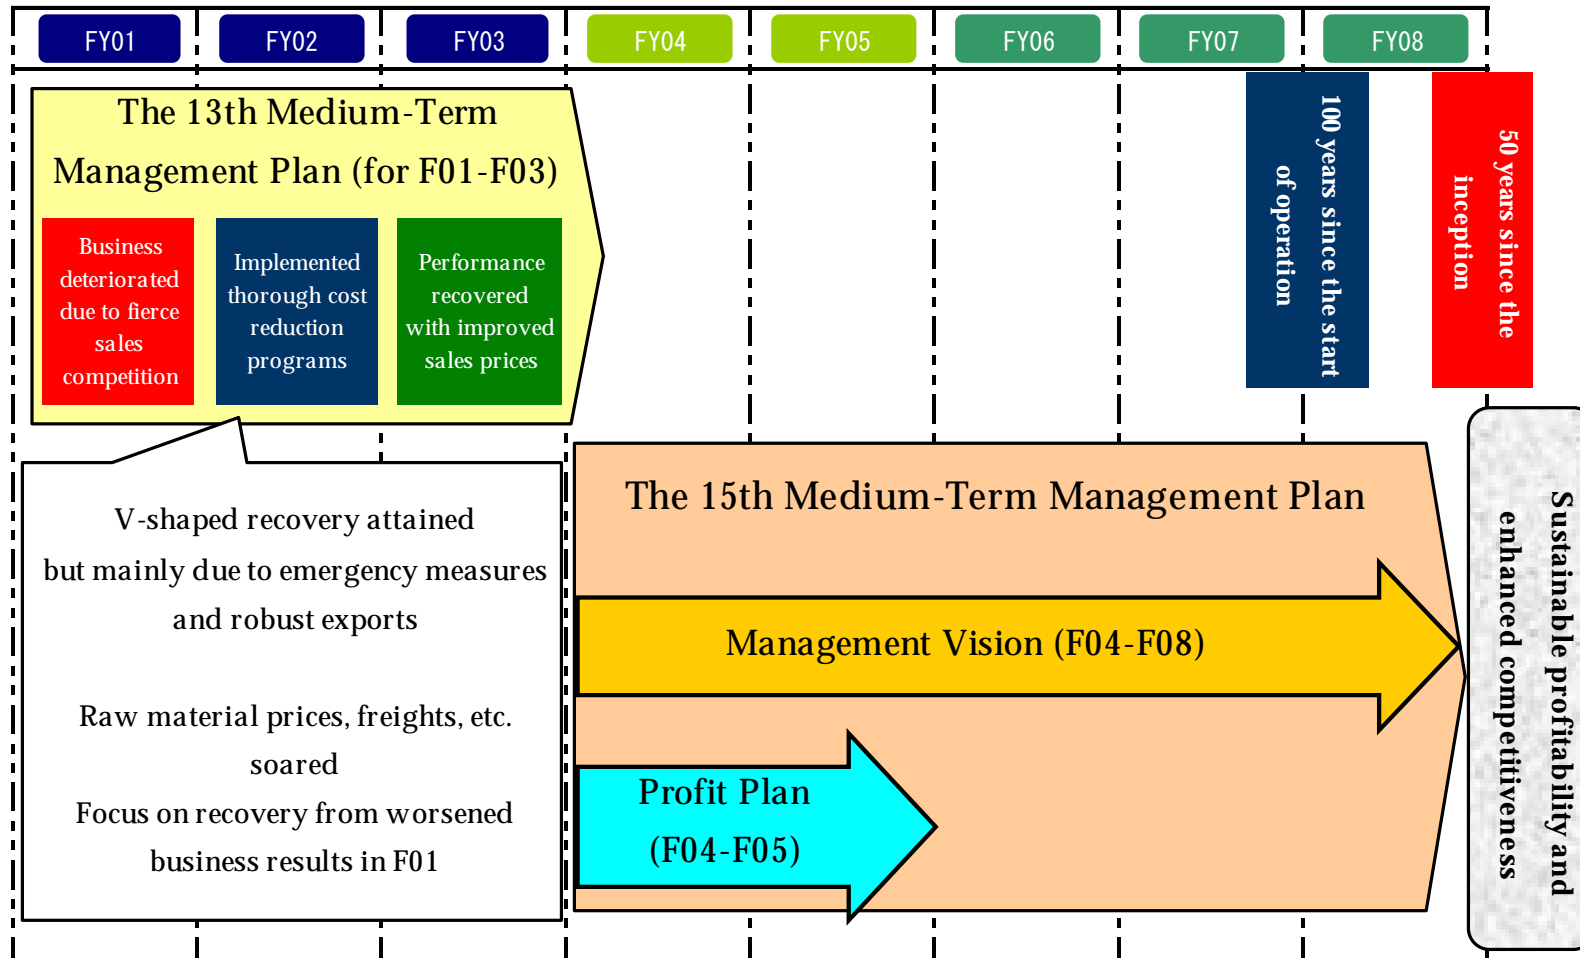 FY01
FY02
FY03
FY04
FY05
FY06
FY07
FY08
The 13th Medium-Term
Management Plan (for F01-F03)
Business
deteriorated
due to fierce
sales
competition
Implemented
thorough cost
reduction
programs
Performance
recovered
with improved
sales prices
100 years since the start
of operation
50 years since the
inception
V-shaped recovery attained
but mainly due to emergency measures
and robust exports
Raw material prices, freights, etc.
soared
Focus on recovery from worsened
business results in F01
The 15th Medium-Term Management Plan
Management Vision (F04-F08)
Profit Plan
(F04-F05)
Sustainable profitability and
enhanced competitiveness